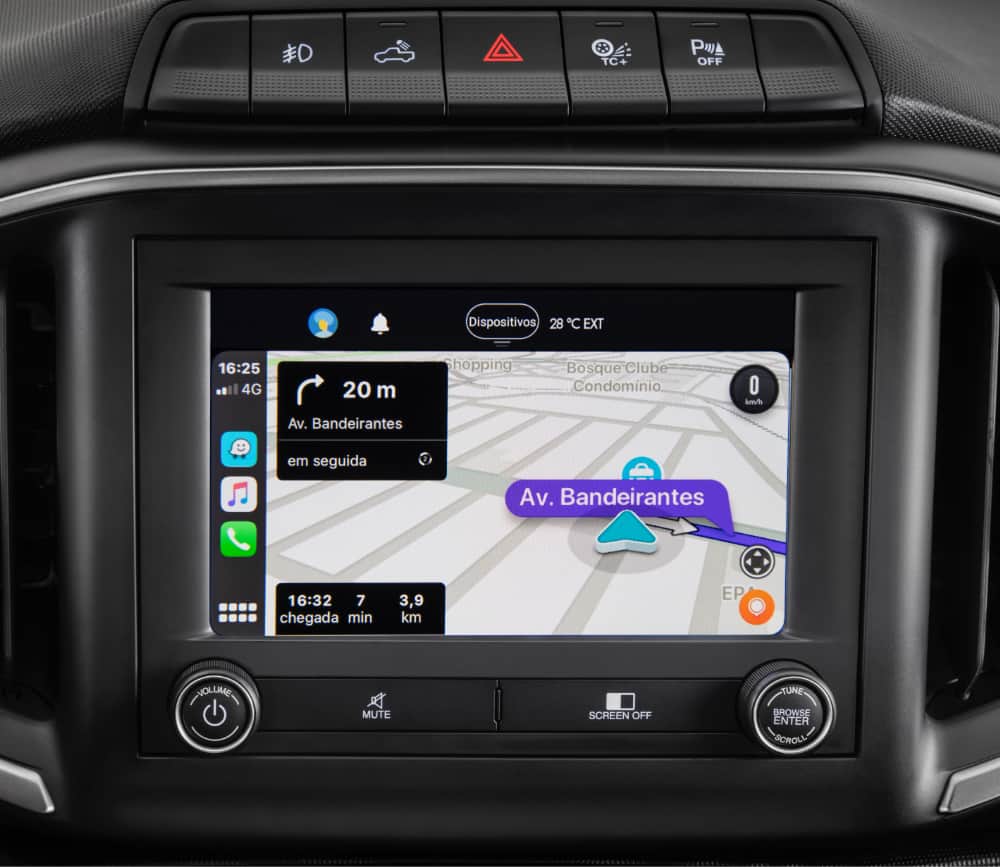 TC+
P
OFF
Dispositivos
28 °C EXT
16:25
4G
20 m
Av. Bandeirantes
em seguida
Shopping
Bosque Clube
Condomínio
0
km/h
Av. Bandeirantes
16:32 7 3,9
chegada min km
VOLUME
MUTE
SCREEN OFF
TUNE
BROWSE
ENTER
SCROLL